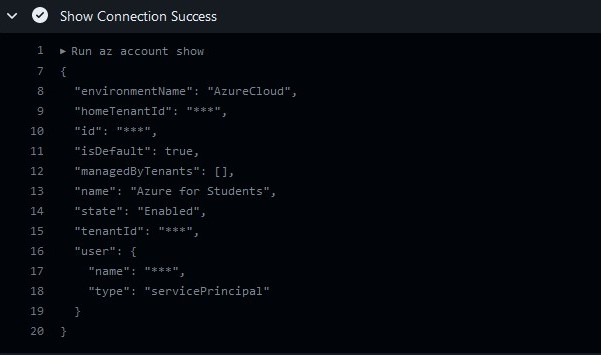 Show Connection Success
1 ▸ Run az account show
7 {
8 "environmentName": "AzureCloud",
9 "homeTenantId": "***",
10 "id": "***",
11 "isDefault": true,
12 "managedByTenants": [],
13 "name": "Azure for Students",
14 "state": "Enabled",
15 "tenantId": "***",
16 "user": {
17 "name": "***",
18 "type": "servicePrincipal"
19 }
20 }